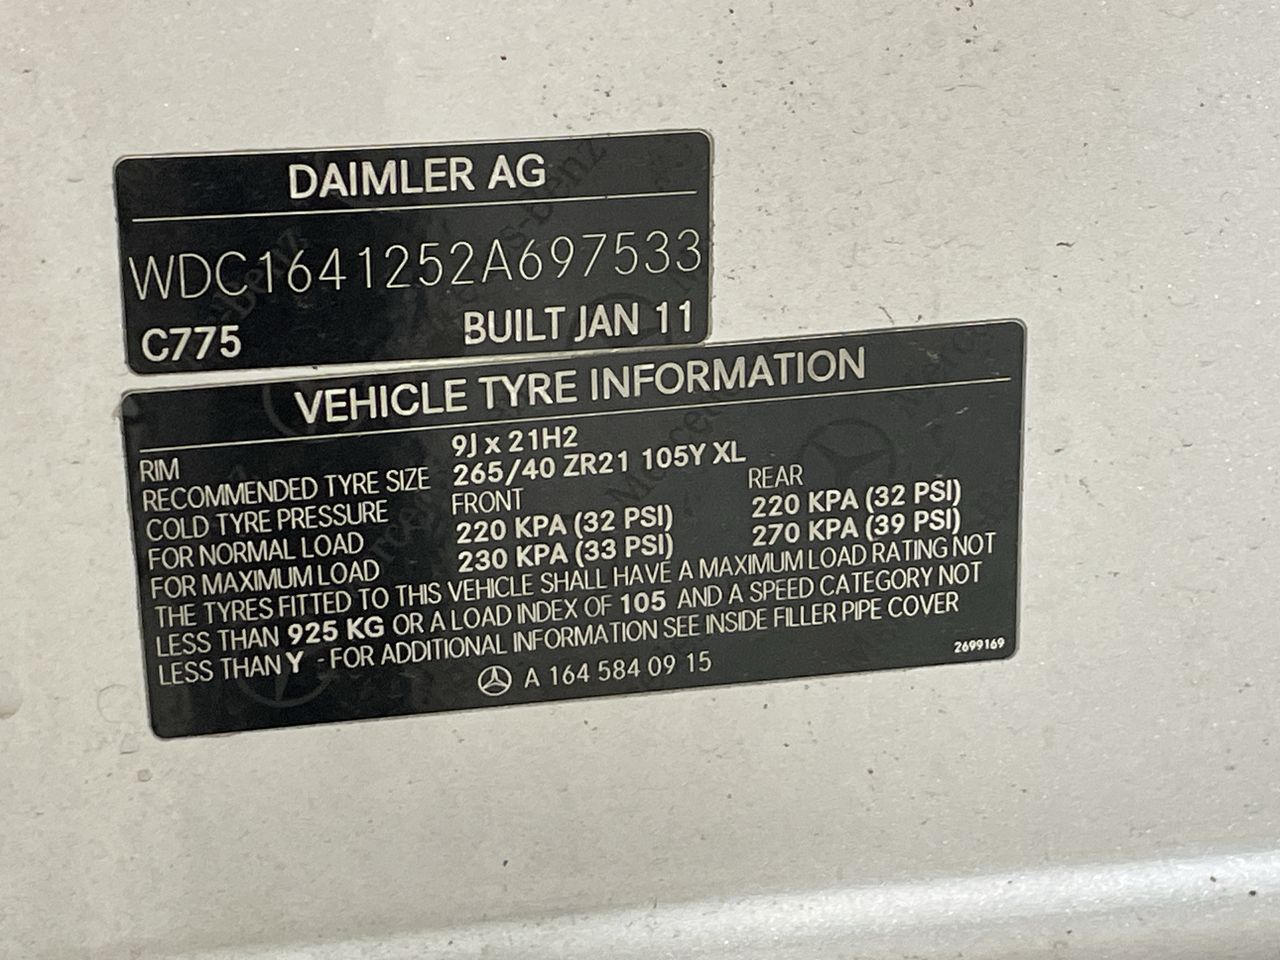 DAIMLER AG
WDC1641252A697533
C775 BUILT JAN 11
VEHICLE TYRE INFORMATION
RIM 9J x 21H2
RECOMMENDED TYRE SIZE 265/40 ZR21 105Y XL
COLD TYRE PRESSURE FRONT REAR
FOR NORMAL LOAD 220 KPA (32 PSI) 220 KPA (32 PSI)
FOR MAXIMUM LOAD 230 KPA (33 PSI) 270 KPA (39 PSI)
THE TYRES FITTED TO THIS VEHICLE SHALL HAVE A MAXIMUM LOAD RATING NOT
LESS THAN 925 KG OR A LOAD INDEX OF 105 AND A SPEED CATEGORY NOT
LESS THAN Y - FOR ADDITIONAL INFORMATION SEE INSIDE FILLER PIPE COVER
A 164 584 09 15
2699169